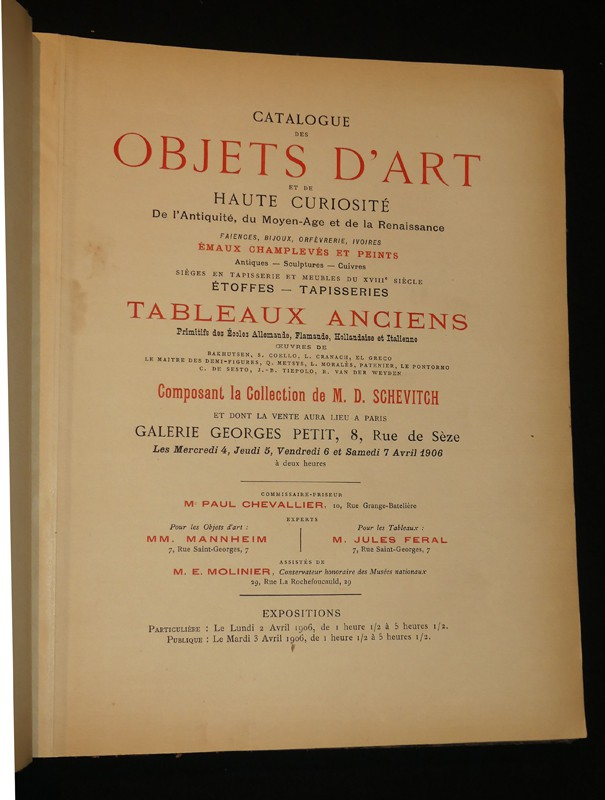 CATALOGUE
DES
OBJETS D'ART
ET DE
HAUTE CURIOSITÉ
De l'Antiquité, du Moyen-Age et de la Renaissance
FAIENCES, BIJOUX, ORFÈVRERIE, IVOIRES
ÉMAUX CHAMPLEVÉS ET PEINTS
Antiques — Sculptures — Cuivres
SIÈGES EN TAPISSERIE ET MEUBLES DU XVIIIe SIÈCLE
ÉTOFFES — TAPISSERIES
TABLEAUX ANCIENS
Primitifs des Écoles Allemande, Flamande, Hollandaise et Italienne
ŒUVRES DE
BAKHUYSEN, S. COELLO, L. CRANACH, EL GRECO
LE MAITRE DES DEMI-FIGURES, Q. METSYS, L. MORALÈS, PATENIER, LE PONTORMO
C. DE SESTO, J.-B. TIEPOLO, R. VAN DER WEYDEN
Composant la Collection de M. D. SCHEVITCH
ET DONT LA VENTE AURA LIEU A PARIS
GALERIE GEORGES PETIT, 8, Rue de Sèze
Les Mercredi 4, Jeudi 5, Vendredi 6 et Samedi 7 Avril 1906
à deux heures
COMMISSAIRE-PRISEUR
Me PAUL CHEVALLIER, 10, Rue Grange-Batelière
EXPERTS
Pour les Objets d'art :
MM. MANNHEIM
7, Rue Saint-Georges, 7
Pour les Tableaux :
M. JULES FERAL
7, Rue Saint-Georges, 7
ASSISTÉS DE
M. E. MOLINIER, Conservateur honoraire des Musées nationaux
29, Rue La Rochefoucauld, 29
EXPOSITIONS
PARTICULIÈRE : Le Lundi 2 Avril 1906, de 1 heure 1/2 à 5 heures 1/2.
PUBLIQUE : Le Mardi 3 Avril 1906, de 1 heure 1/2 à 5 heures 1/2.